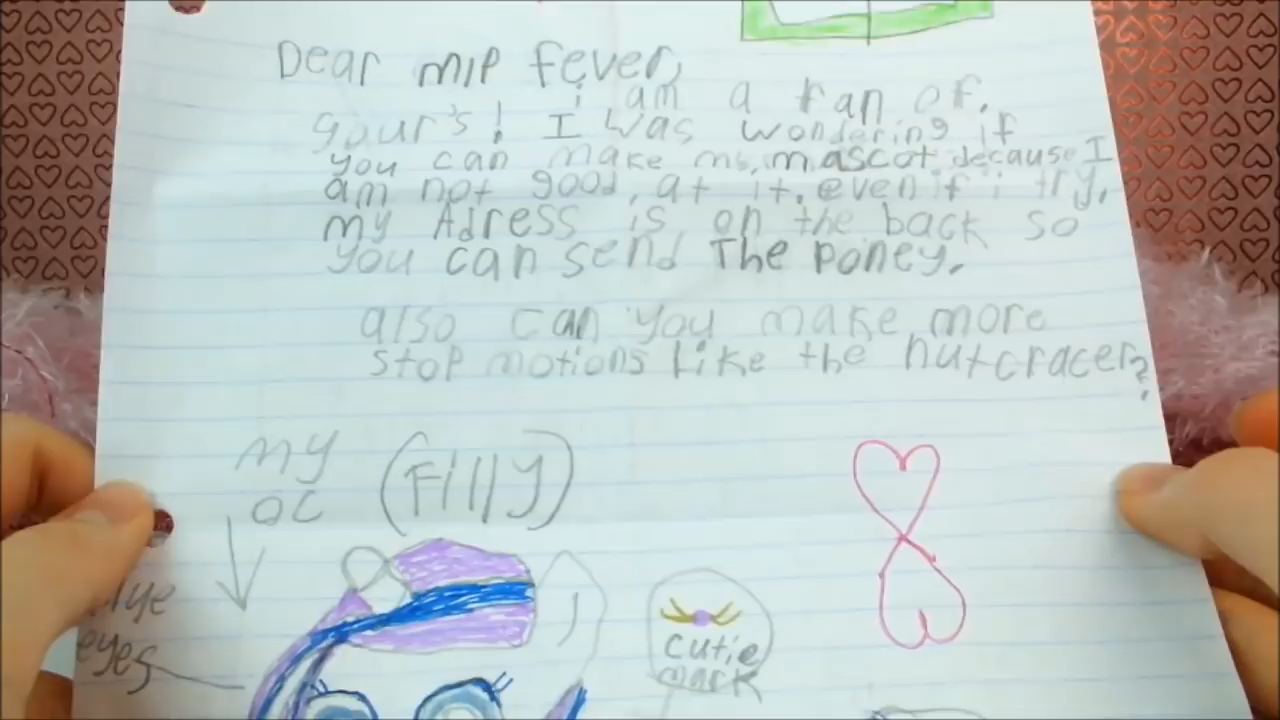 Dear mlp fever,
i am a fan of.
your's! I was wondering if
you can make my mascot because I
am not good, at it. even if i try,
my Adress is on the back so
you can send The poney.
also can you make more
stop motions like the nutcracer?
my (Filly)
oc
eyes
cutie
mark